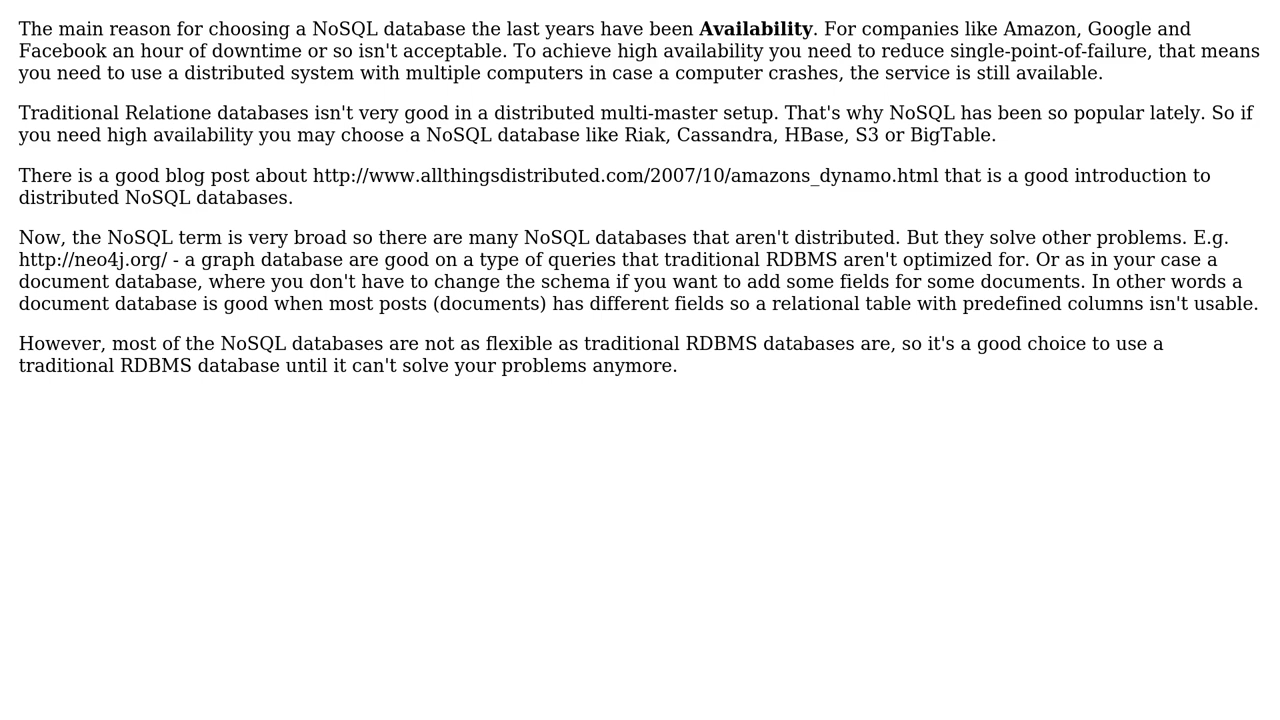 The main reason for choosing a NoSQL database the last years have been Availability. For companies like Amazon, Google and
Facebook an hour of downtime or so isn't acceptable. To achieve high availability you need to reduce single-point-of-failure, that means
you need to use a distributed system with multiple computers in case a computer crashes, the service is still available.
Traditional Relatione databases isn't very good in a distributed multi-master setup. That's why NoSQL has been so popular lately. So if
you need high availability you may choose a NoSQL database like Riak, Cassandra, HBase, S3 or BigTable.
There is a good blog post about http://www.allthingsdistributed.com/2007/10/amazons_dynamo.html that is a good introduction to
distributed NoSQL databases.
Now, the NoSQL term is very broad so there are many NoSQL databases that aren't distributed. But they solve other problems. E.g.
http://neo4j.org/ - a graph database are good on a type of queries that traditional RDBMS aren't optimized for. Or as in your case a
document database, where you don't have to change the schema if you want to add some fields for some documents. In other words a
document database is good when most posts (documents) has different fields so a relational table with predefined columns isn't usable.
However, most of the NoSQL databases are not as flexible as traditional RDBMS databases are, so it's a good choice to use a
traditional RDBMS database until it can't solve your problems anymore.